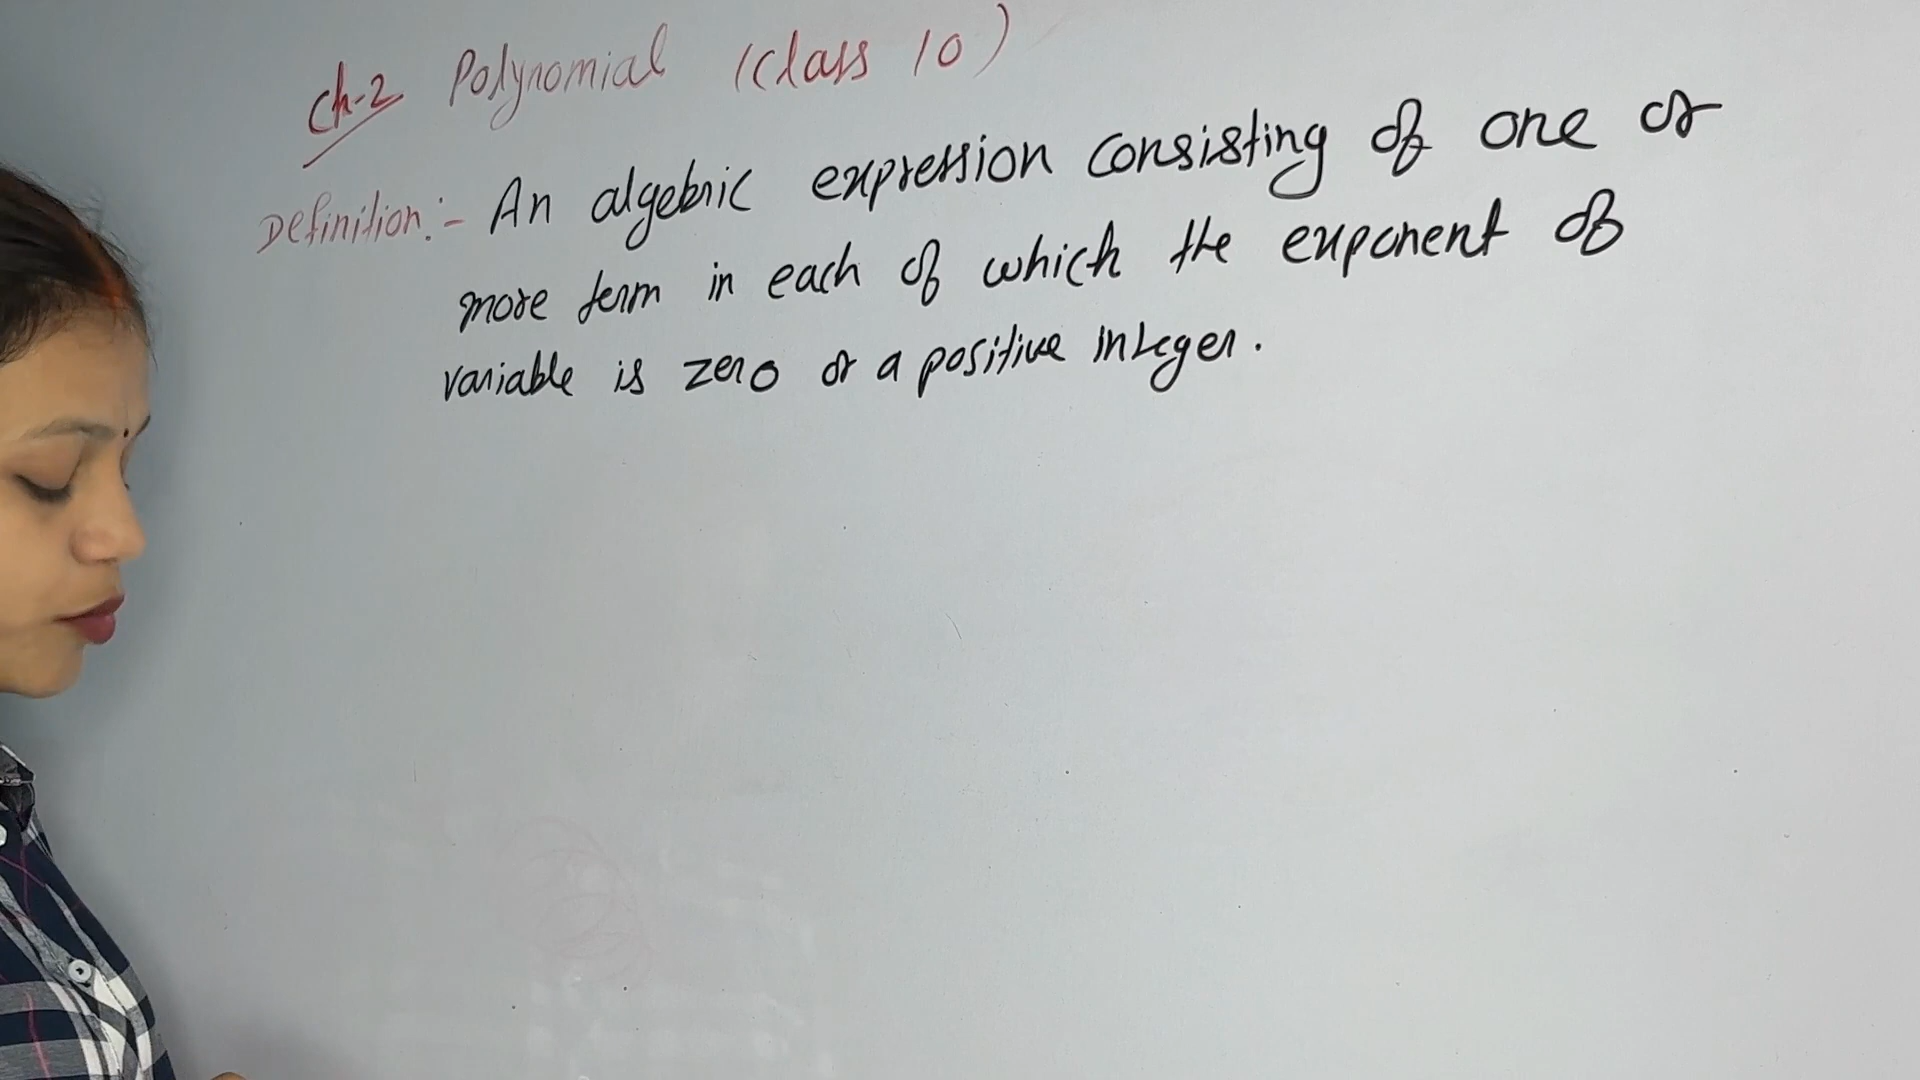 Ch-2 Polynomial (Class 10)
Definition:- An algebric expression consisting of one or
more term in each of which the exponent of
variable is zero or a positive integer.